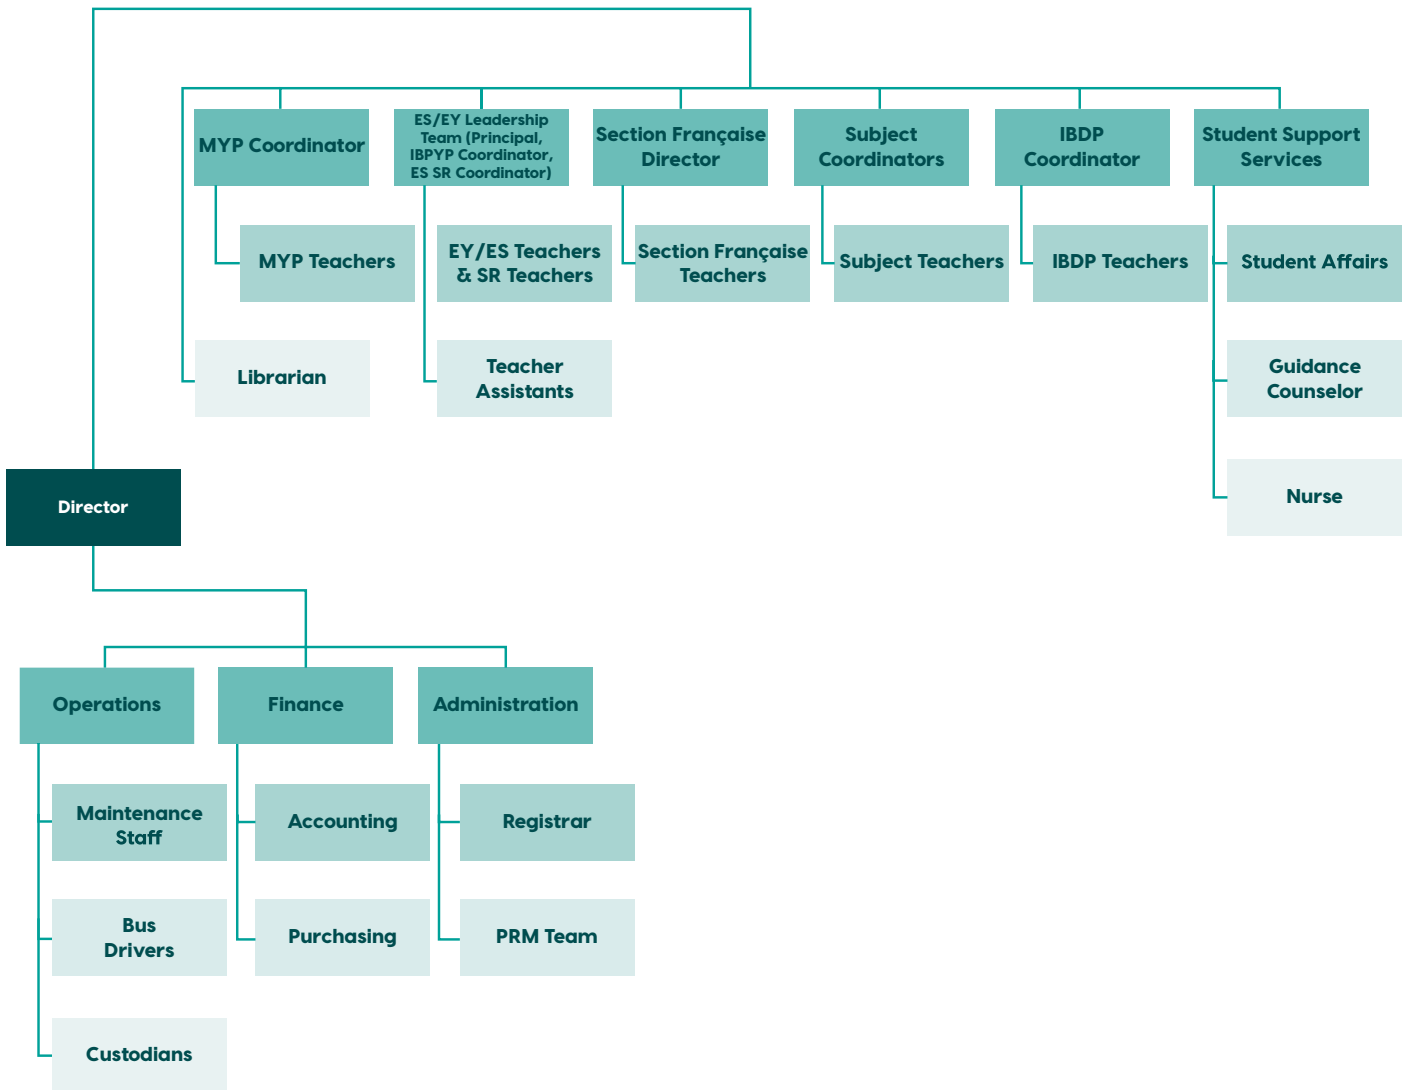 MYP Coordinator
ES/EY Leadership
Team (Principal,
IBPYP Coordinator,
ES SR Coordinator)
Section Française
Director
Subject
Coordinators
IBDP
Coordinator
Student Support
Services
MYP Teachers
EY/ES Teachers
& SR Teachers
Section Française
Teachers
Subject Teachers
IBDP Teachers
Student Affairs
Librarian
Teacher
Assistants
Guidance
Counselor
Nurse
Director
Operations
Finance
Administration
Maintenance
Staff
Accounting
Registrar
Bus
Drivers
Purchasing
PRM Team
Custodians